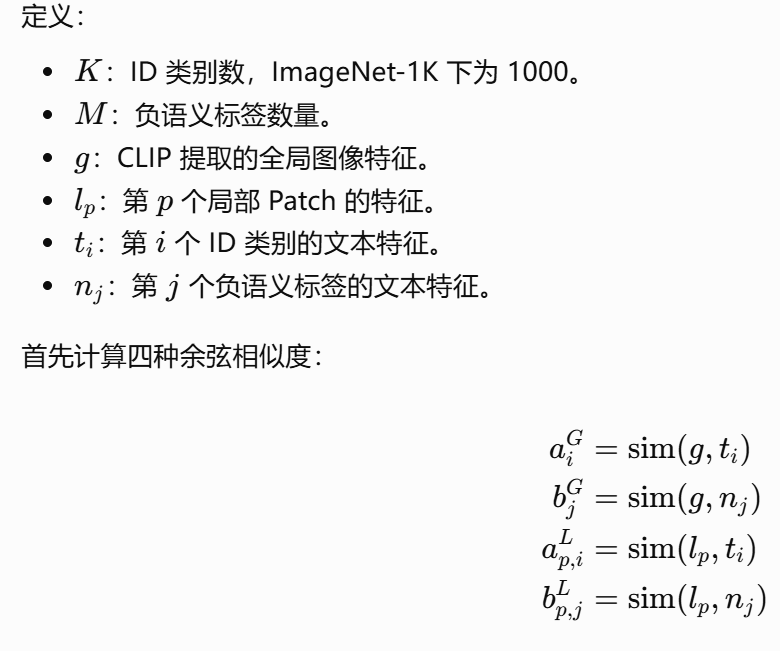 定义：
• K：ID 类别数，ImageNet-1K 下为 1000。
• M：负语义标签数量。
• g：CLIP 提取的全局图像特征。
• l_p：第 p 个局部 Patch 的特征。
• t_i：第 i 个 ID 类别的文本特征。
• n_j：第 j 个负语义标签的文本特征。
首先计算四种余弦相似度：
a_i^G = sim(g, t_i)
b_j^G = sim(g, n_j)
a_{p,i}^L = sim(l_p, t_i)
b_{p,j}^L = sim(l_p, n_j)